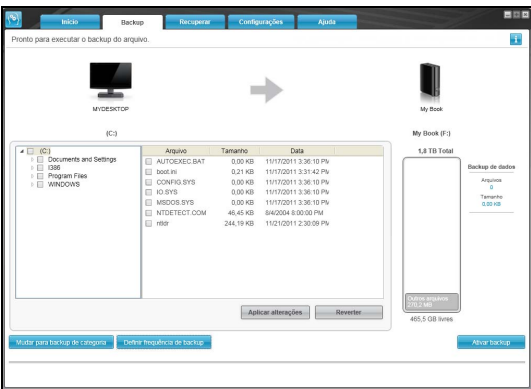 Início Backup Recuperar Configurações Ajuda
Pronto para executar o backup do arquivo.
MYDESKTOP
My Book
(C:)
My Book (F:)
(C:)
Documents and Settings
I386
Program Files
WINDOWS
Arquivo Tamanho Data
AUTOEXEC.BAT 0,00 KB 11/17/2011 3:36:10 PM
boot.ini 0,21 KB 11/17/2011 3:31:42 PM
CONFIG.SYS 0,00 KB 11/17/2011 3:36:10 PM
IO.SYS 0,00 KB 11/17/2011 3:36:10 PM
MSDOS.SYS 0,00 KB 11/17/2011 3:36:10 PM
NTDETECT.COM 46,45 KB 8/4/2004 8:00:00 PM
ntldr 244,19 KB 11/21/2011 2:30:09 PM
1,8 TB Total
Backup de dados
Arquivos
0
Tamanho
0,00 KB
Outros arquivos
270,2 MB
465,5 GB livres
Aplicar alterações Reverter
Mudar para backup de categoria Definir frequência de backup Ativar backup